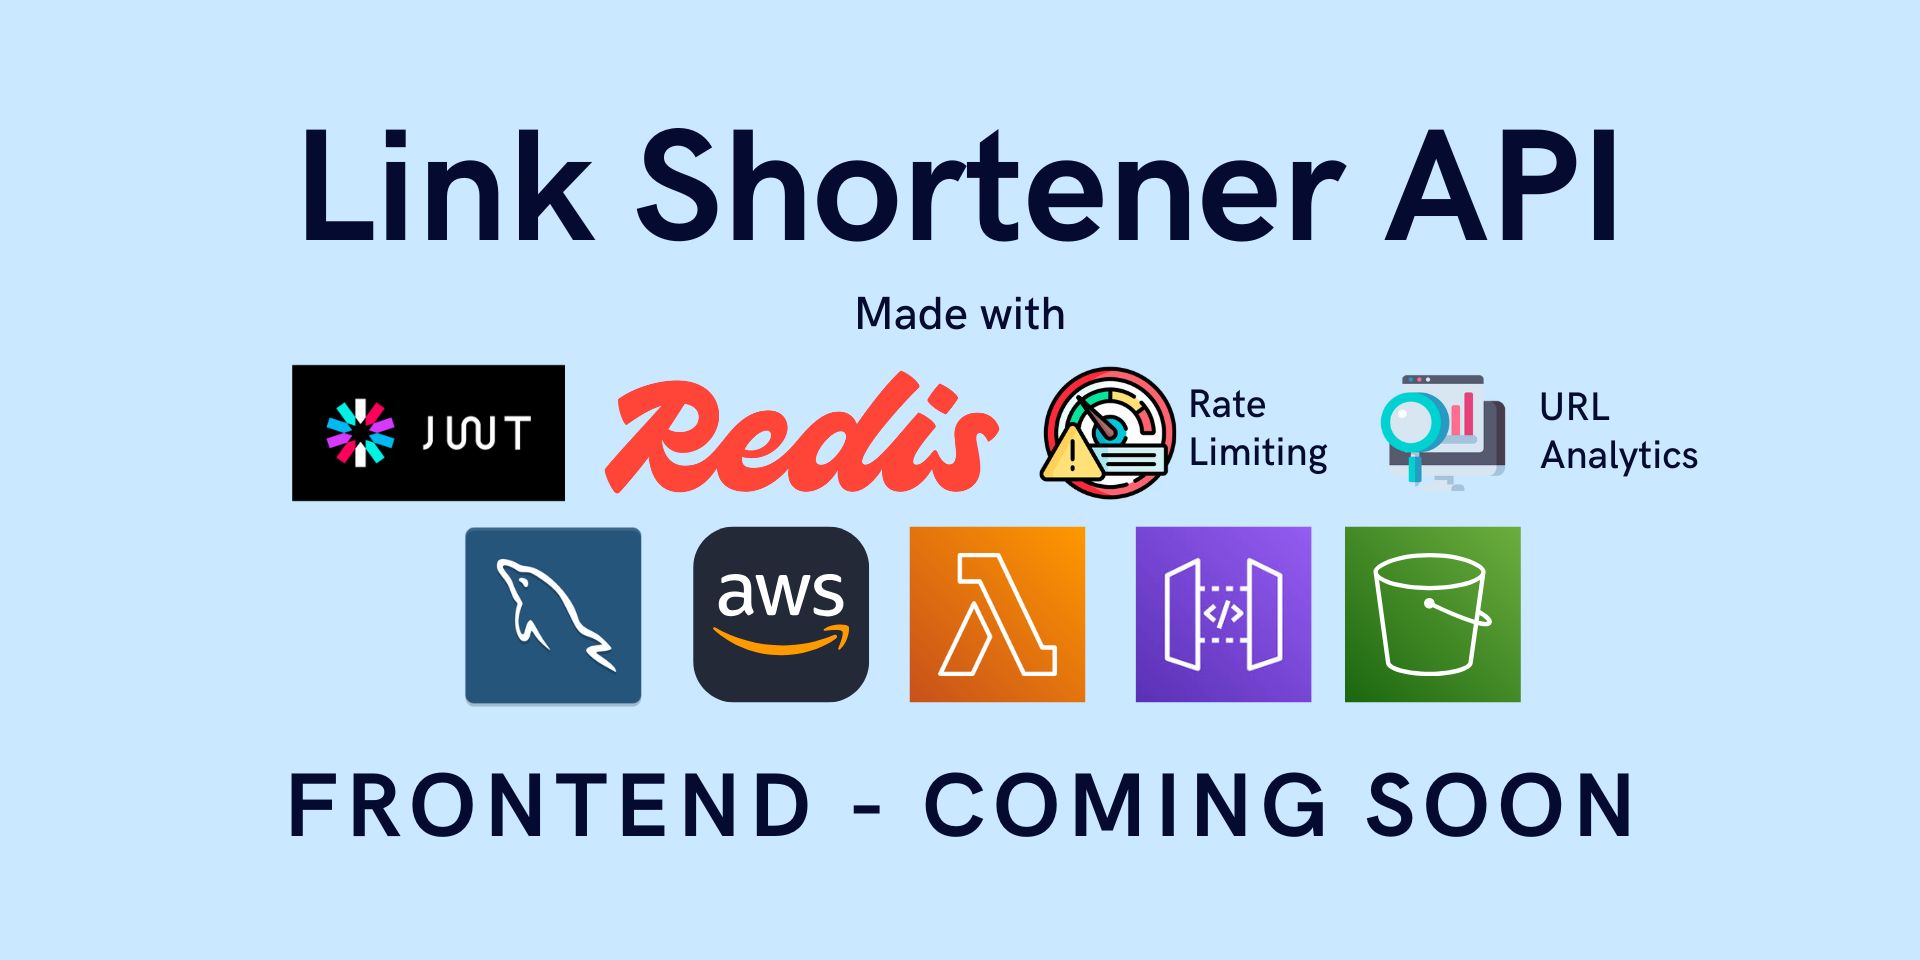 Link Shortener API
Made with
JWT
Redis
Rate
Limiting
URL
Analytics
aws
</>
FRONTEND - COMING SOON